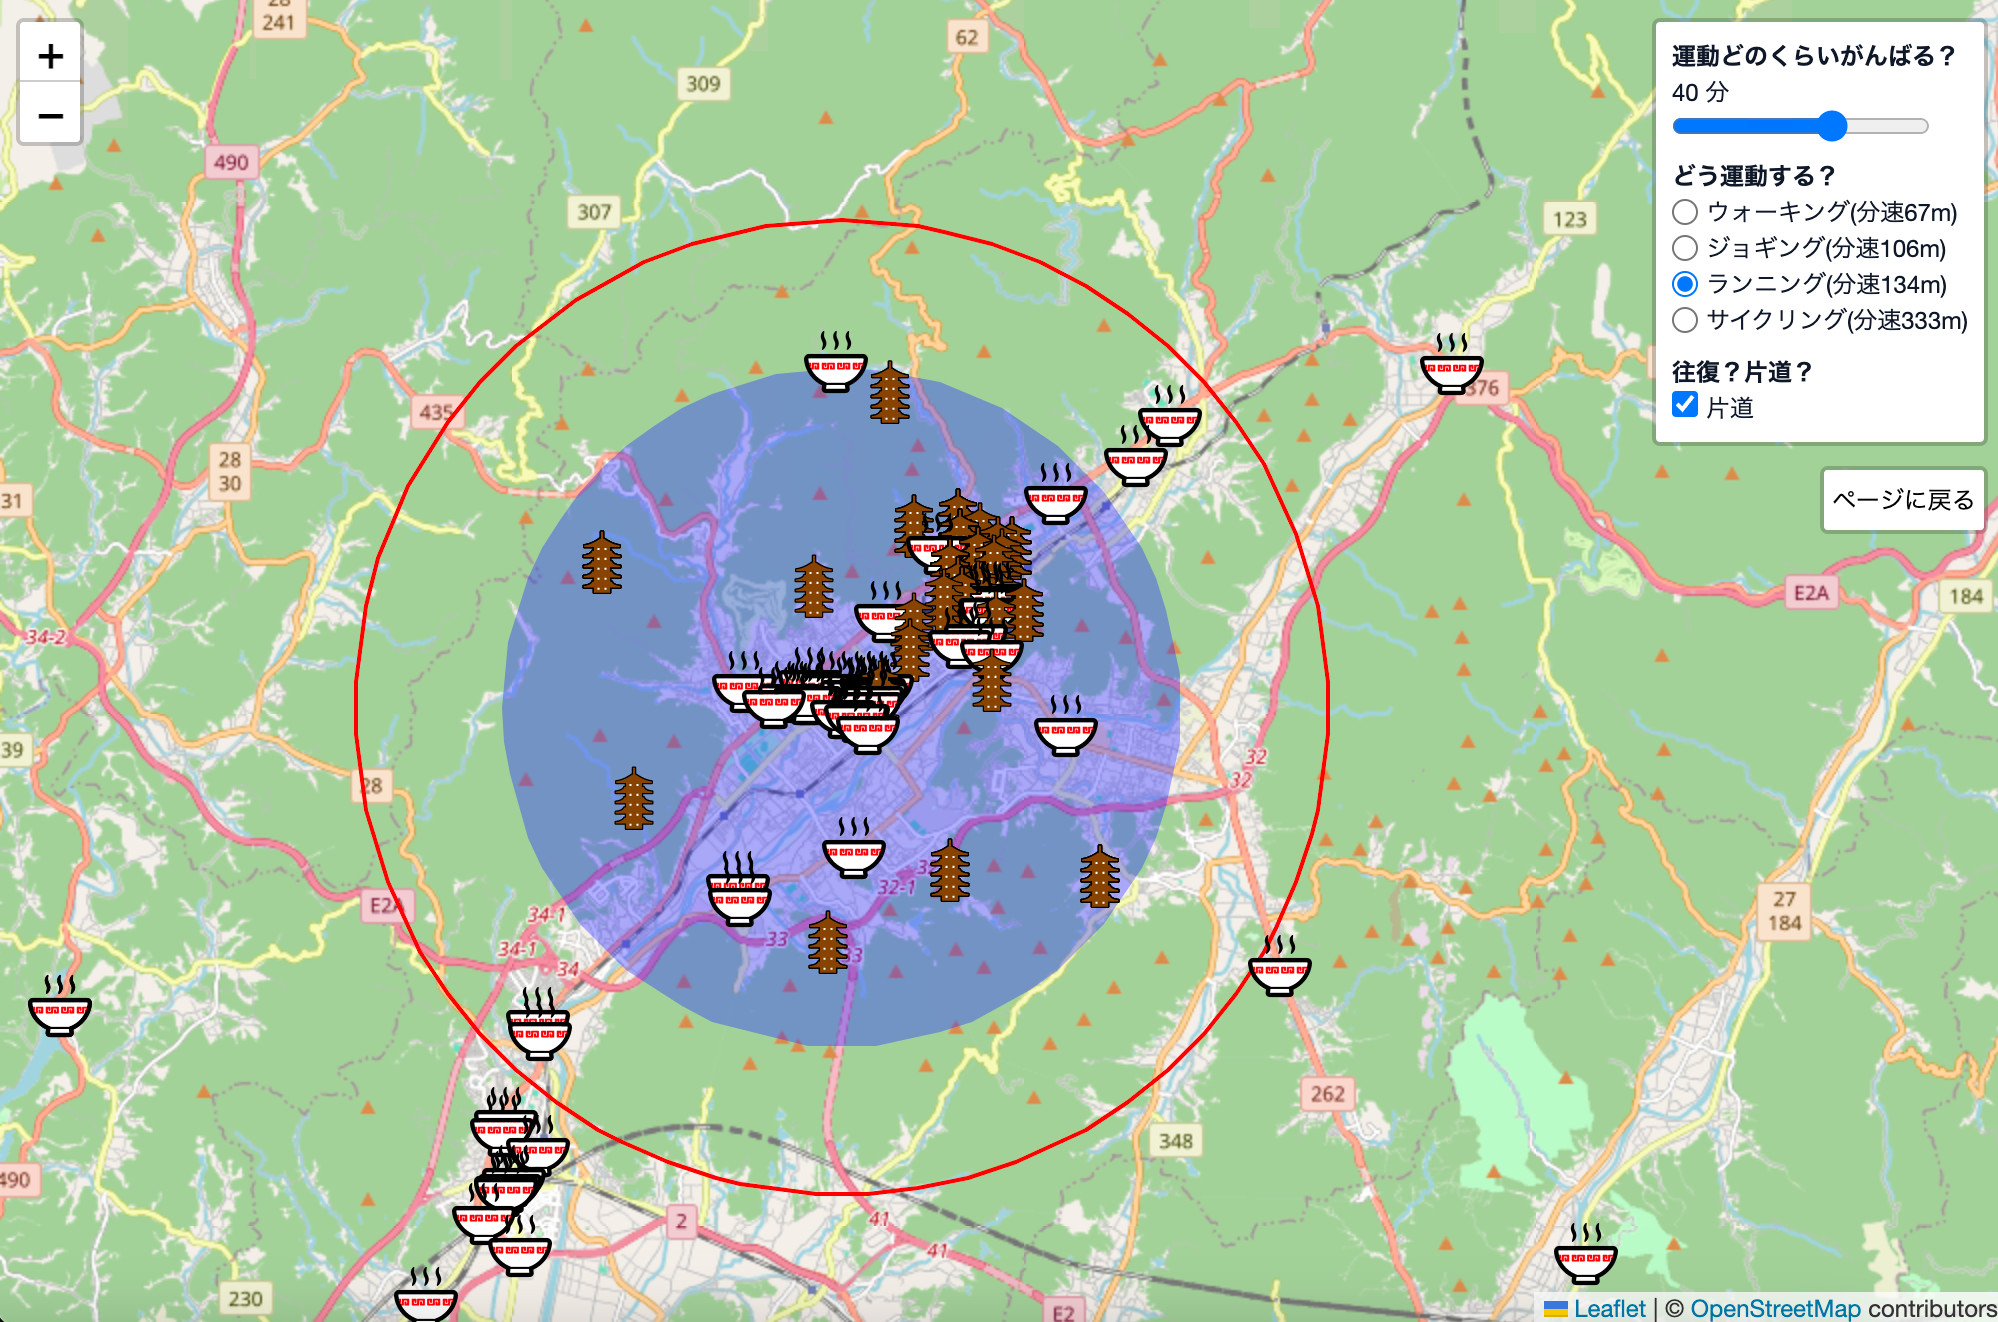 +
−
28
241
62
309
490
307
123
運動どのくらいがんばる？
40 分
どう運動する？
ウォーキング(分速67m)
ジョギング(分速106m)
ランニング(分速134m)
サイクリング(分速333m)
往復？片道？
片道
ページに戻る
376
435
28
30
31
E2A
184
34-2
39
28
32
32
E2A
32-1
34-1
34-1
34
33
27
184
262
348
490
2
41
41
230
E2
Leaflet | © OpenStreetMap contributors